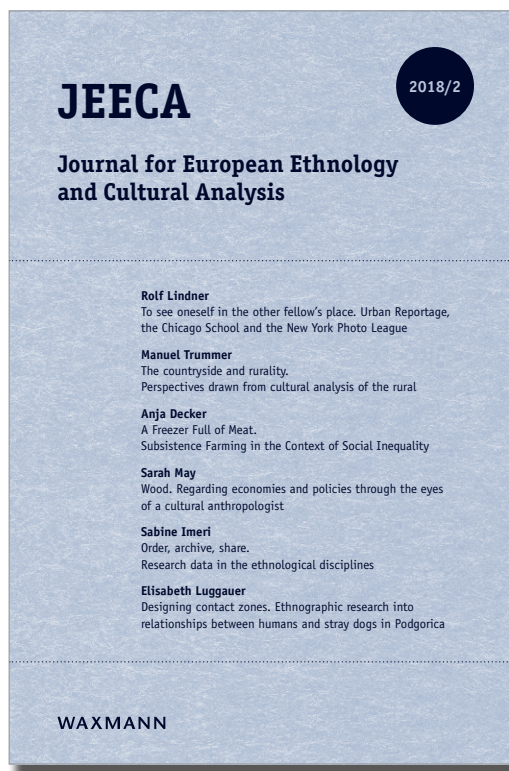 JEECA
2018/2
Journal for European Ethnology
and Cultural Analysis
Rolf Lindner
To see oneself in the other fellow's place. Urban Reportage,
the Chicago School and the New York Photo League
Manuel Trummer
The countryside and rurality.
Perspectives drawn from cultural analysis of the rural
Anja Decker
A Freezer Full of Meat.
Subsistence Farming in the Context of Social Inequality
Sarah May
Wood. Regarding economies and policies through the eyes
of a cultural anthropologist
Sabine Imeri
Order, archive, share.
Research data in the ethnological disciplines
Elisabeth Luggauer
Designing contact zones. Ethnographic research into
relationships between humans and stray dogs in Podgorica
WAXMANN